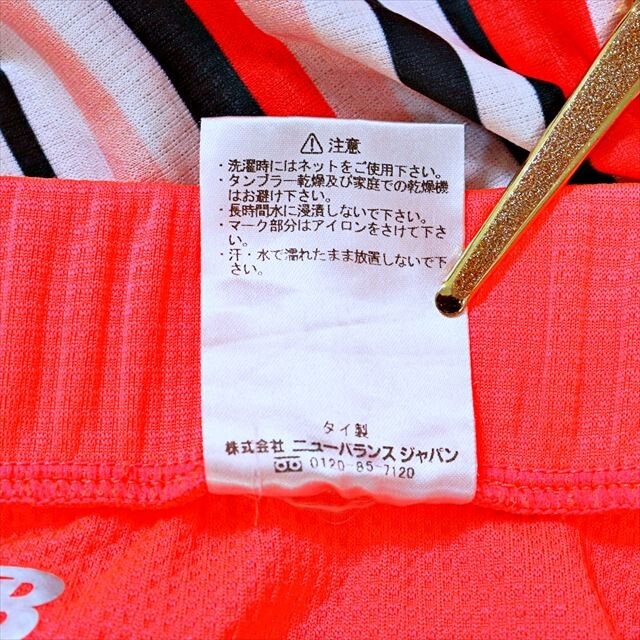 ⚠ 注意
・洗濯時にはネットをご使用下さい。
・タンブラー乾燥及び家庭での乾燥機
はお避け下さい。
・長時間水に浸漬しないで下さい。
・マーク部分はアイロンをさけて下さ
い。
・汗・水で濡れたまま放置しないで下
さい。
タイ製
株式会社 ニューバランス ジャパン
0120-85-7120